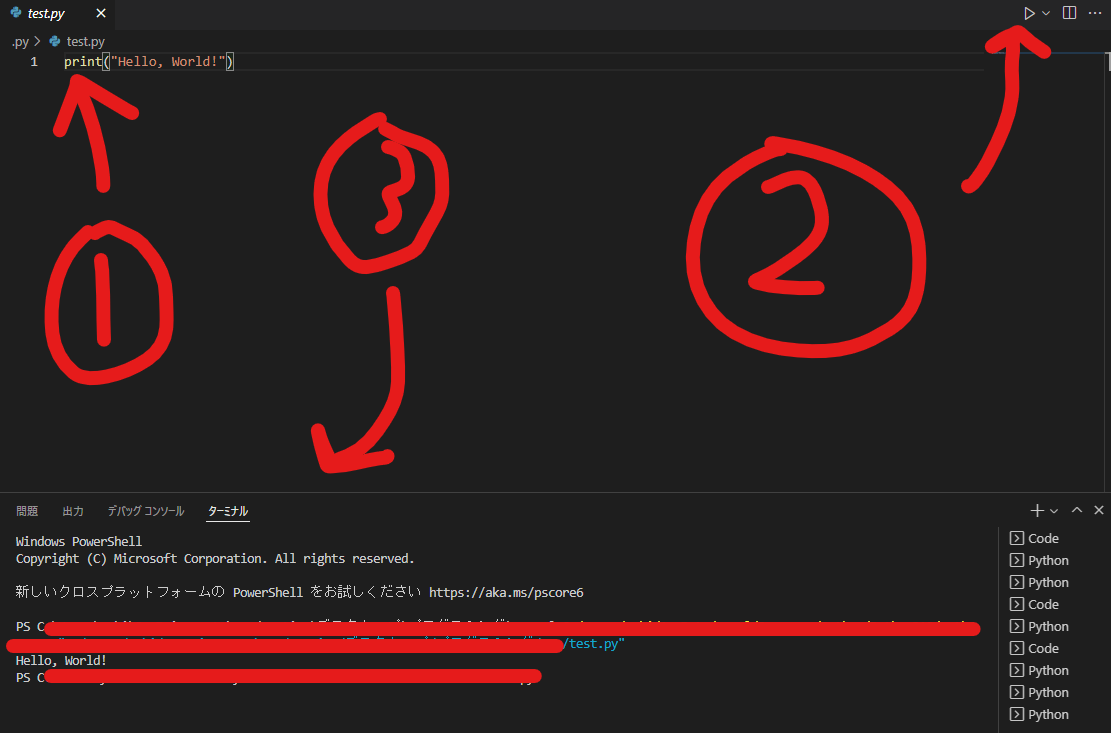 test.py
.py > test.py
1 print("Hello, World!")
1
3
2
問題 出力 デバッグ コンソール ターミナル
Windows PowerShell
Copyright (C) Microsoft Corporation. All rights reserved.
新しいクロスプラットフォームの PowerShell をお試しください https://aka.ms/pscore6
PS C
/test.py"
Hello, World!
PS C
Code
Python
Python
Code
Python
Code
Python
Python
Python